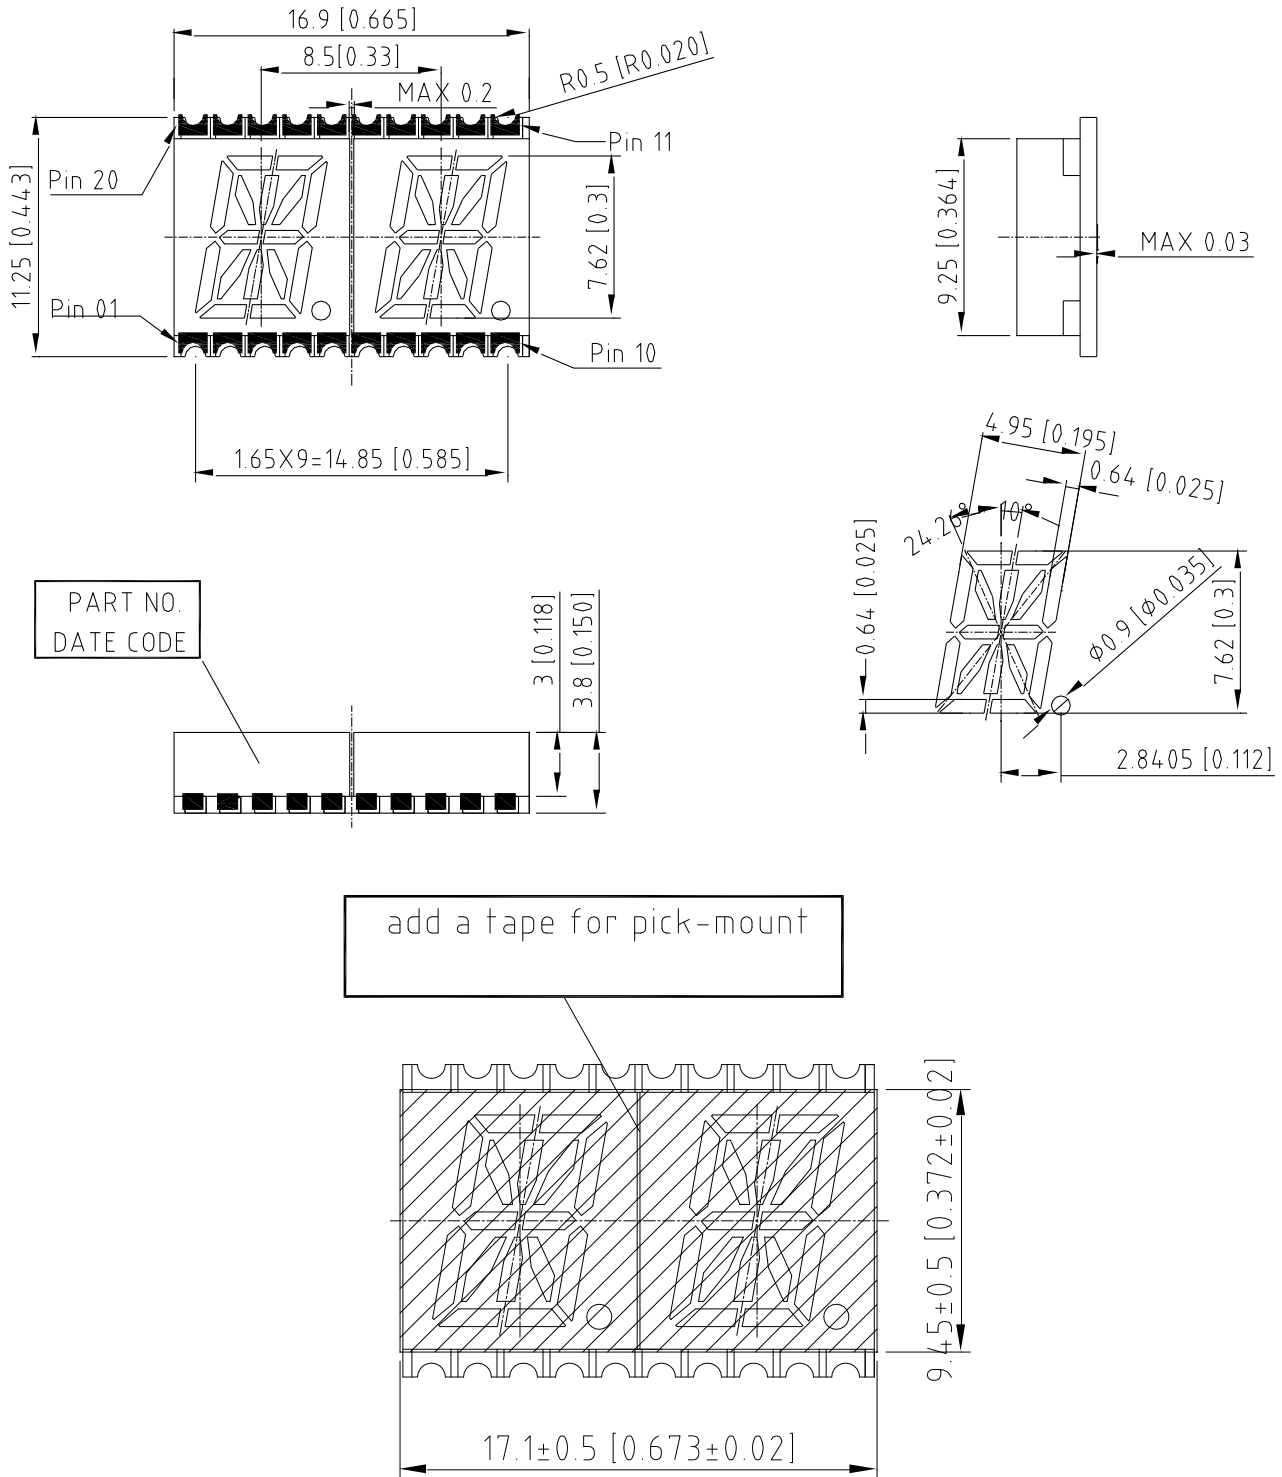 16.9 [0.665]
8.5[0.33]
MAX 0.2
R0.5 [R0.020]
Pin 11
Pin 20
11.25 [0.443]
7.62 [0.3]
Pin 01
Pin 10
1.65X9=14.85 [0.585]
9.25 [0.364]
MAX 0.03
4.95 [0.195]
0.64 [0.025]
24.26°
10°
0.64 [0.025]
ϕ0.9 [ϕ0.035]
7.62 [0.3]
2.8405 [0.112]
PART NO.
DATE CODE
3 [0.118]
3.8 [0.150]
add a tape for pick-mount
9.45±0.5 [0.372±0.02]
17.1±0.5 [0.673±0.02]